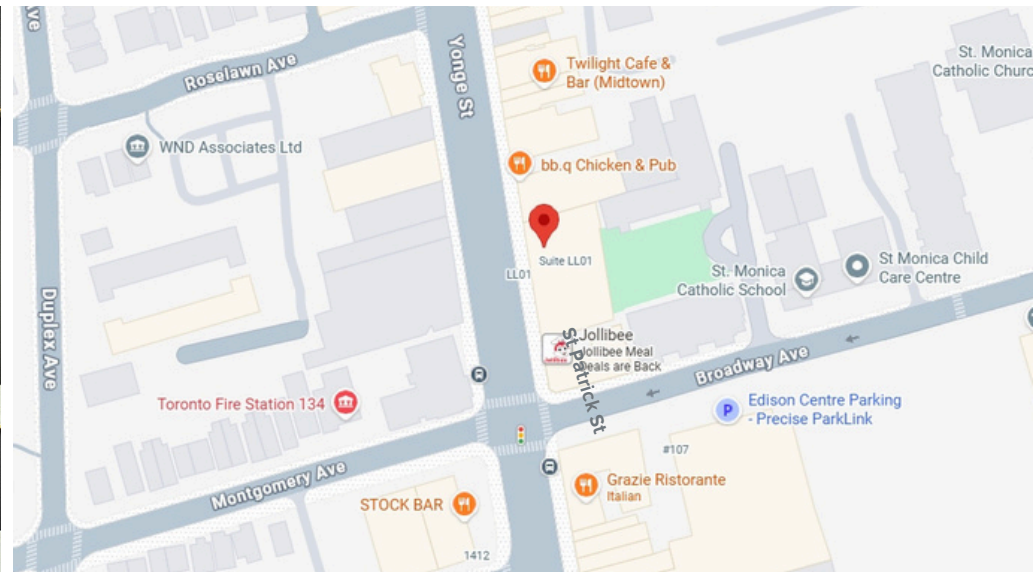 Ave
Roselawn Ave
Yonge St
Twilight Cafe &
Bar (Midtown)
St. Monica
Catholic Churc
WND Associates Ltd
bb.q Chicken & Pub
LL01
Suite LL01
St. Monica
Catholic School
St Monica Child
Care Centre
Duplex Ave
Jollibee
Jollibee Meal
Deals are Back
St Patrick St
Broadway Ave
Toronto Fire Station 134
P
Edison Centre Parking
- Precise ParkLink
Montgomery Ave
#107
Grazie Ristorante
Italian
STOCK BAR
1412